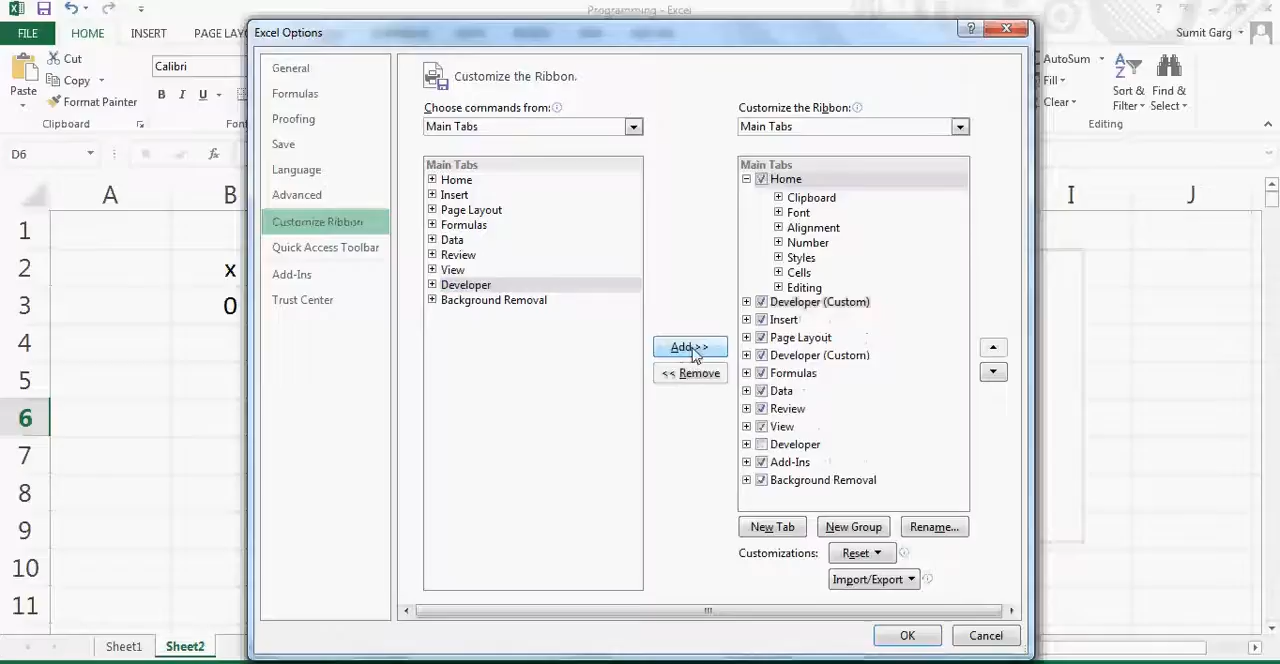 Programming - Excel
FILE HOME INSERT PAGE LAY
Sumit Garg
Paste
Cut
Copy
Format Painter
Clipboard
Calibri
B I U
Font
AutoSum
Fill
Clear
Sort &
Filter
Find &
Select
Editing
D6
fx
A B I J
1
2 x
3 0
4
5
6
7
8
9
10
11
Sheet1 Sheet2
Excel Options
General
Formulas
Proofing
Save
Language
Advanced
Customize Ribbon
Quick Access Toolbar
Add-Ins
Trust Center
Customize the Ribbon.
Choose commands from:
Main Tabs
Main Tabs
Home
Insert
Page Layout
Formulas
Data
Review
View
Developer
Background Removal
Add >>
<< Remove
Customize the Ribbon:
Main Tabs
Main Tabs
Home
Clipboard
Font
Alignment
Number
Styles
Cells
Editing
Developer (Custom)
Insert
Page Layout
Developer (Custom)
Formulas
Data
Review
View
Developer
Add-Ins
Background Removal
New Tab New Group Rename...
Customizations: Reset
Import/Export
OK Cancel